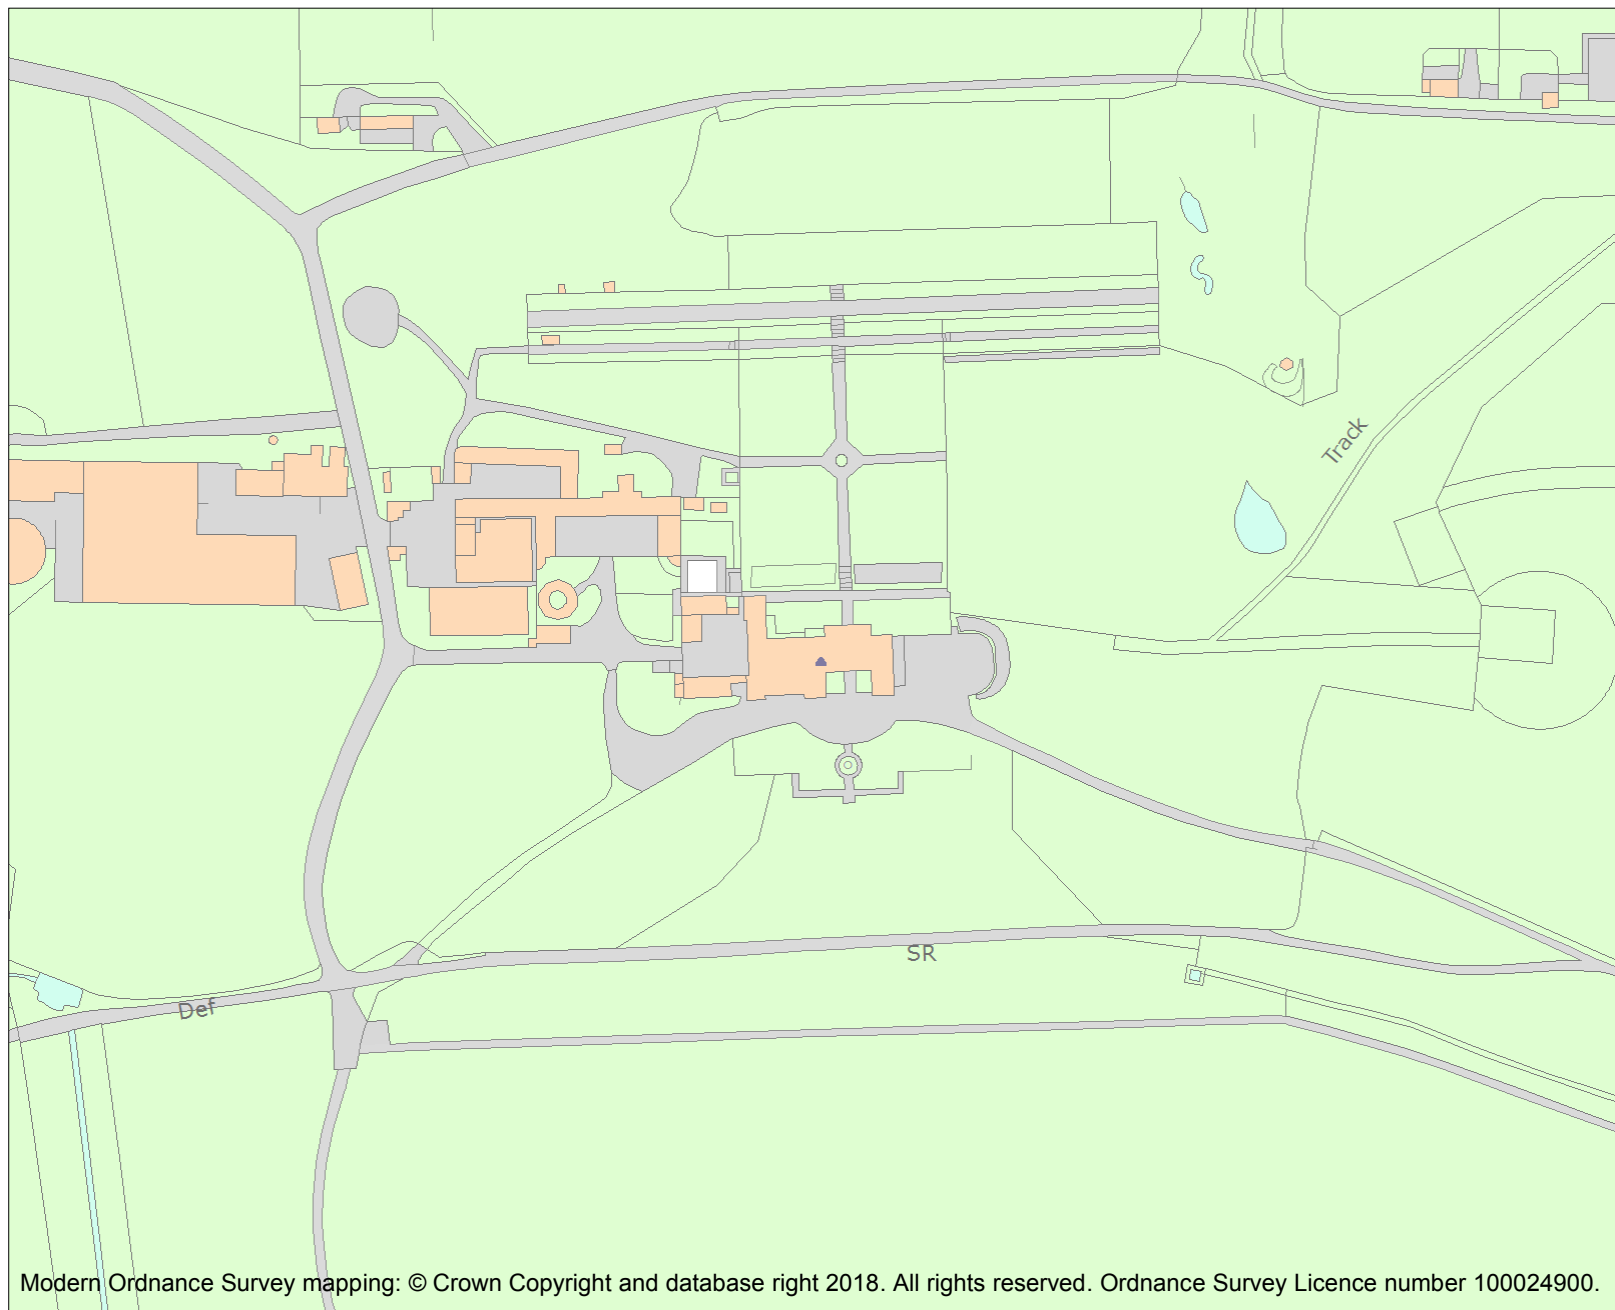 Track
SR
Def
Modern Ordnance Survey mapping: © Crown Copyright and database right 2018. All rights reserved. Ordnance Survey Licence number 100024900.